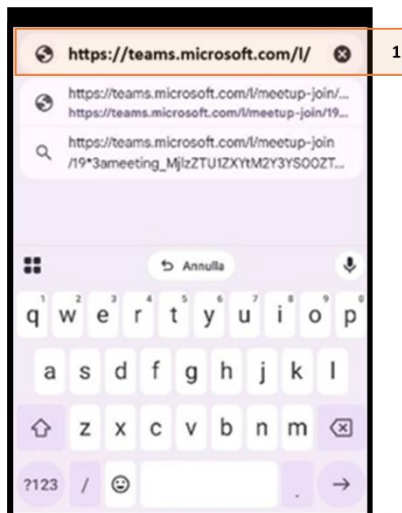 https://teams.microsoft.com/l/
1
https://teams.microsoft.com/l/meetup-join/...
https://teams.microsoft.com/l/meetup-join/19...
https://teams.microsoft.com/l/meetup-join
/19*3ameeting_MjIzZTU1ZXYtM2Y3YS00ZT...
Annulla
1 2 3 4 5 6 7 8 9 0
q w e r t y u i o p
a s d f g h j k l
z x c v b n m
?123 / .